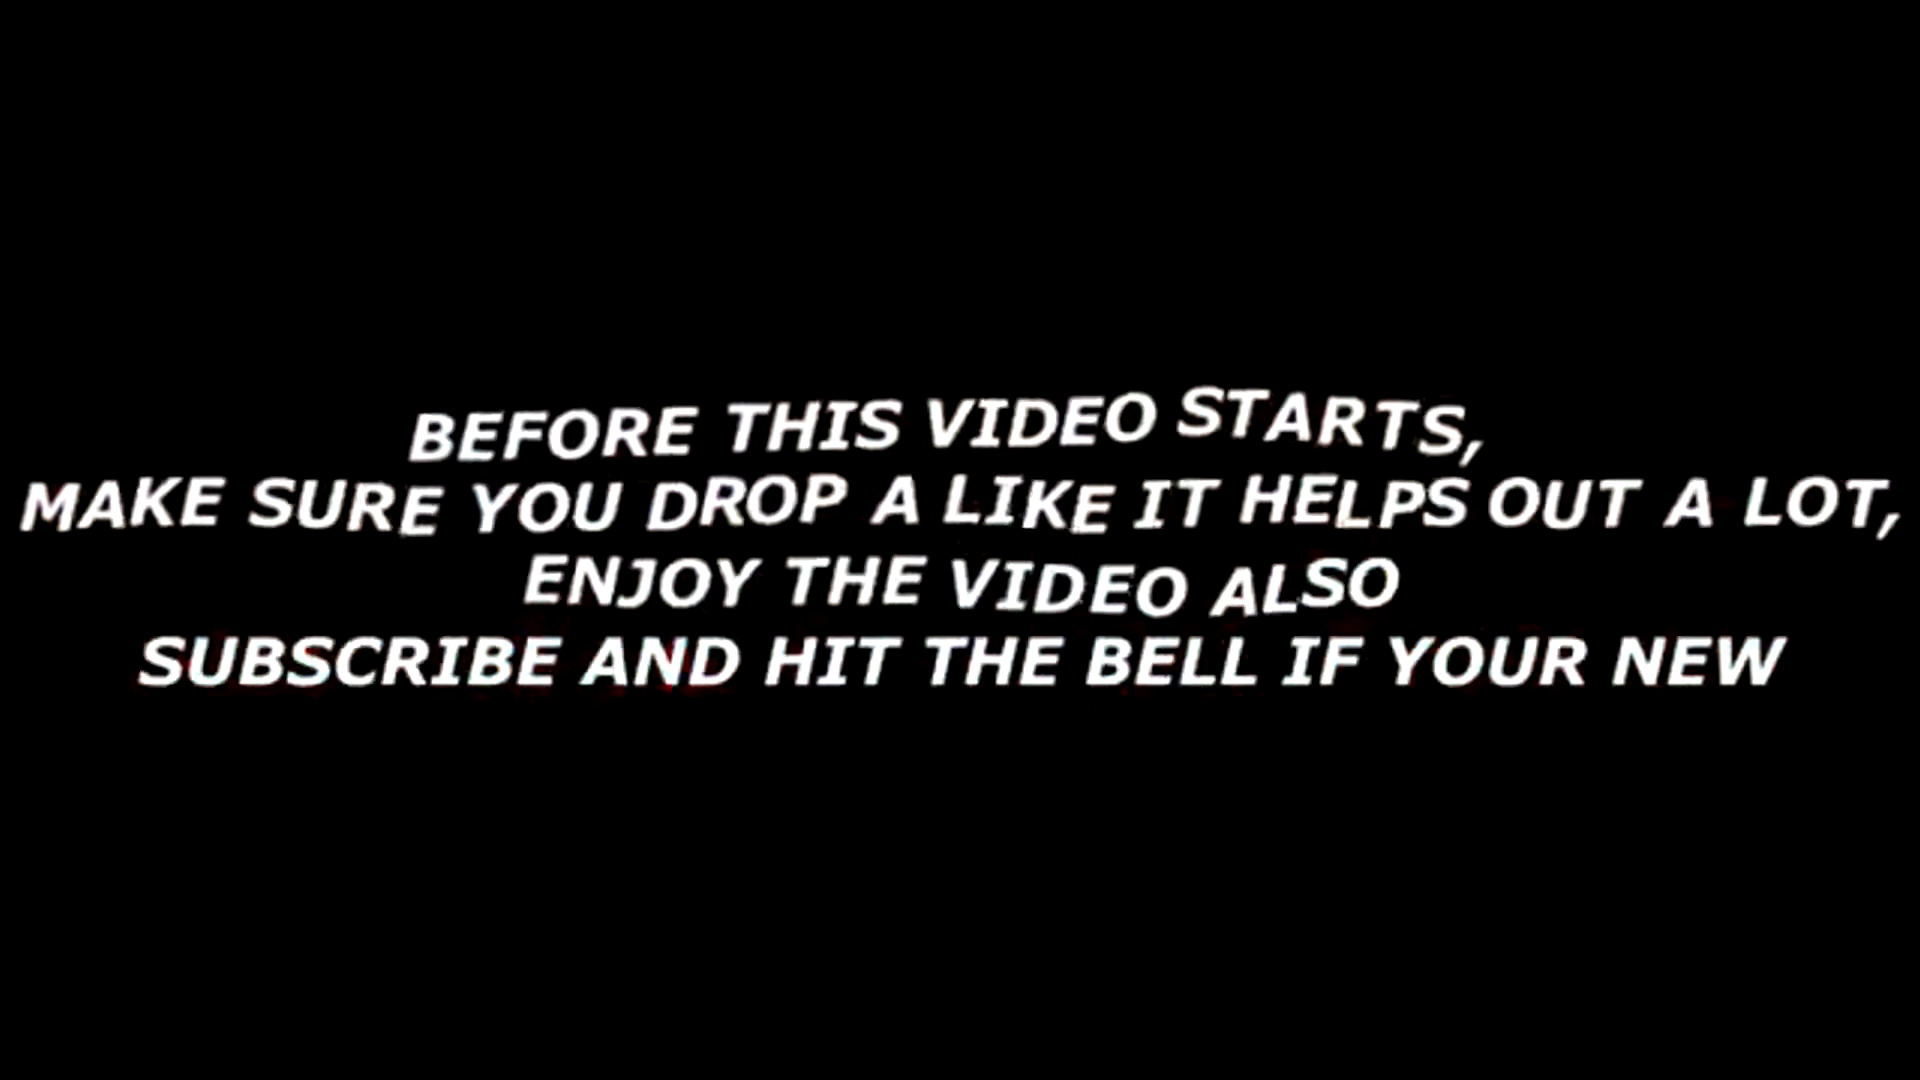 BEFORE THIS VIDEO STARTS,
MAKE SURE YOU DROP A LIKE IT HELPS OUT A LOT,
ENJOY THE VIDEO ALSO
SUBSCRIBE AND HIT THE BELL IF YOUR NEW